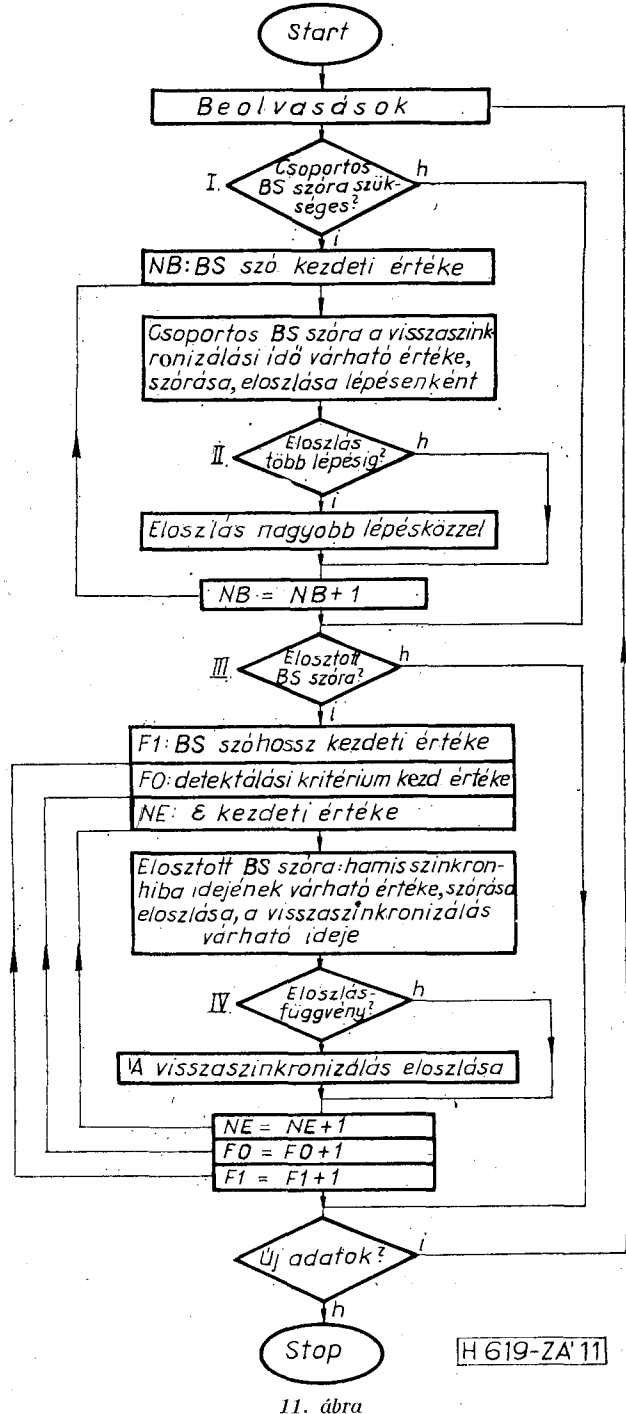 Start
Beolvasások
I.
Csoportos
BS szóra szük-
séges?
h
i
NB: BS szó kezdeti értéke
Csoportos BS szóra a visszaszink-
ronizálási idő várható értéke,
szórása, eloszlása lépésenként
II.
Eloszlás
több lépésig?
h
i
Eloszlás nagyobb lépésközzel
NB = NB+1
III.
Elosztott
BS szóra?
h
i
F1: BS szóhossz kezdeti értéke
FO: detektálási kritérium kezd értéke
NE: ε kezdeti értéke
Elosztott BS szóra: hamis szinkron-
hiba idejének várható értéke, szórása
eloszlása, a visszaszinkronizálás
várható ideje
IV.
Eloszlás-
függvény?
h
i
A visszaszinkronizálás eloszlása
NE = NE+1
FO = FO+1
F1 = F1+1
Új adatok?
i
h
Stop
H 619-ZA'11
11. ábra